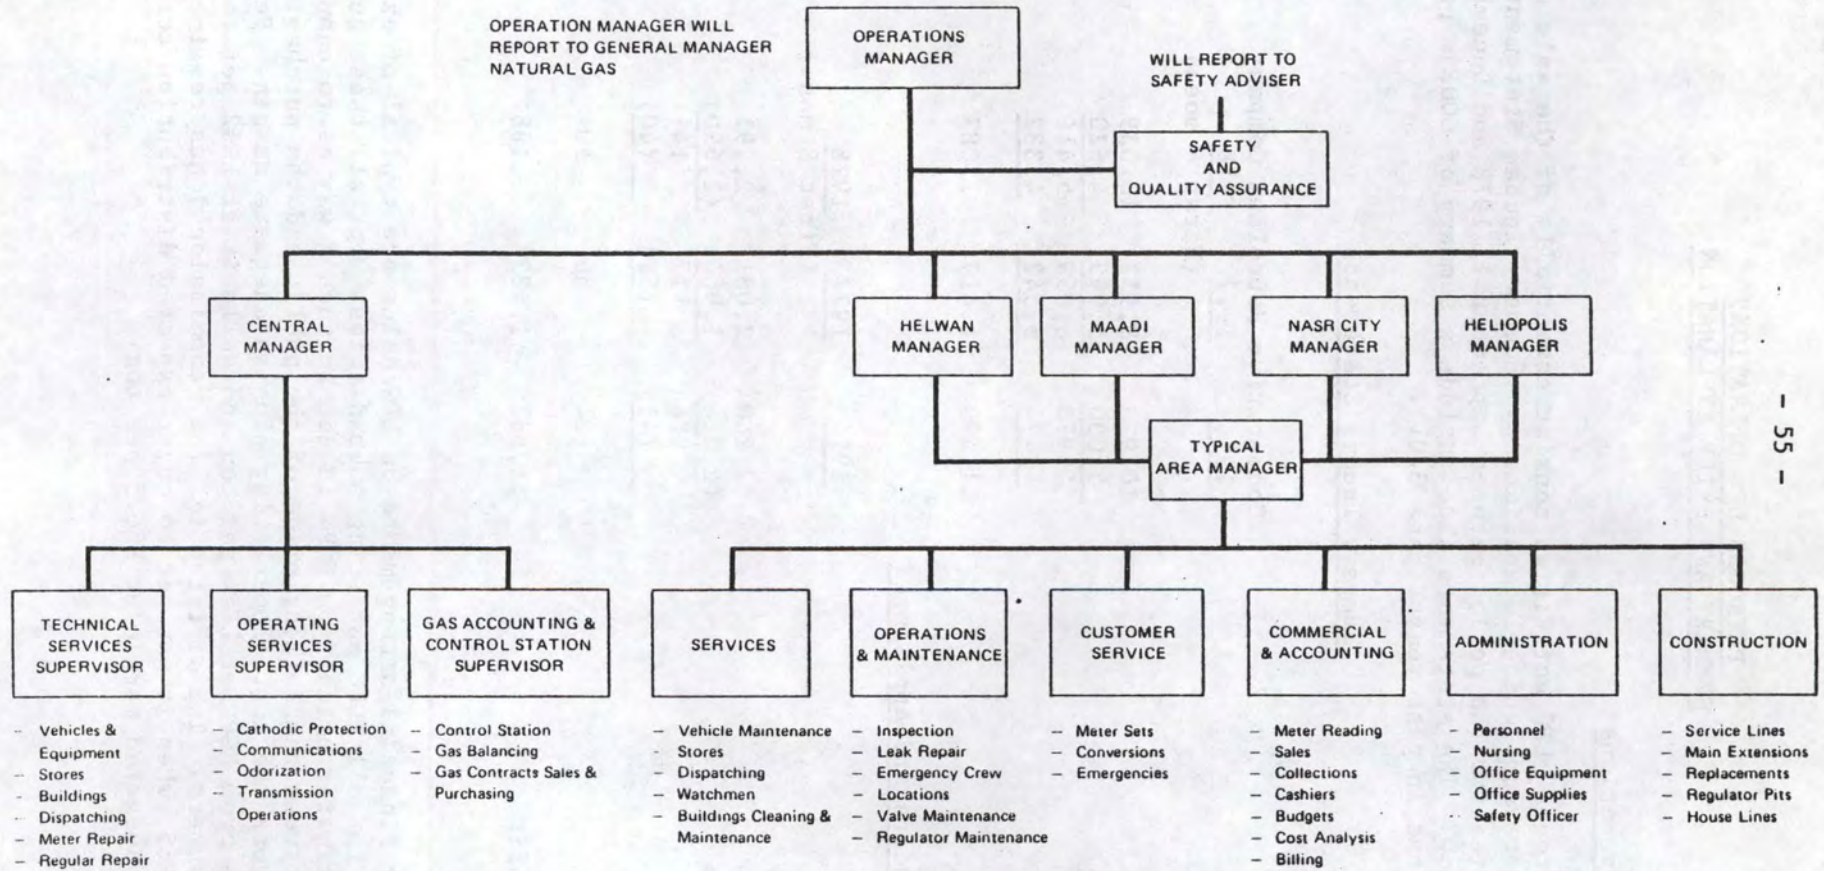 OPERATION MANAGER WILL
REPORT TO GENERAL MANAGER
NATURAL GAS
OPERATIONS
MANAGER
WILL REPORT TO
SAFETY ADVISER
SAFETY
AND
QUALITY ASSURANCE
- 55 -
CENTRAL
MANAGER
HELWAN
MANAGER
MAADI
MANAGER
NASR CITY
MANAGER
HELIOPOLIS
MANAGER
TYPICAL
AREA MANAGER
TECHNICAL
SERVICES
SUPERVISOR
- Vehicles &
Equipment
- Stores
- Buildings
- Dispatching
- Meter Repair
- Regular Repair
OPERATING
SERVICES
SUPERVISOR
- Cathodic Protection
- Communications
- Odorization
- Transmission
Operations
GAS ACCOUNTING &
CONTROL STATION
SUPERVISOR
- Control Station
- Gas Balancing
- Gas Contracts Sales &
Purchasing
SERVICES
- Vehicle Maintenance
- Stores
- Dispatching
- Watchmen
- Buildings Cleaning &
Maintenance
OPERATIONS
& MAINTENANCE
- Inspection
- Leak Repair
- Emergency Crew
- Locations
- Valve Maintenance
- Regulator Maintenance
CUSTOMER
SERVICE
- Meter Sets
- Conversions
- Emergencies
COMMERCIAL
& ACCOUNTING
- Meter Reading
- Sales
- Collections
- Cashiers
- Budgets
- Cost Analysis
- Billing
ADMINISTRATION
- Personnel
- Nursing
- Office Equipment
- Office Supplies
- Safety Officer
CONSTRUCTION
- Service Lines
- Main Extensions
- Replacements
- Regulator Pits
- House Lines